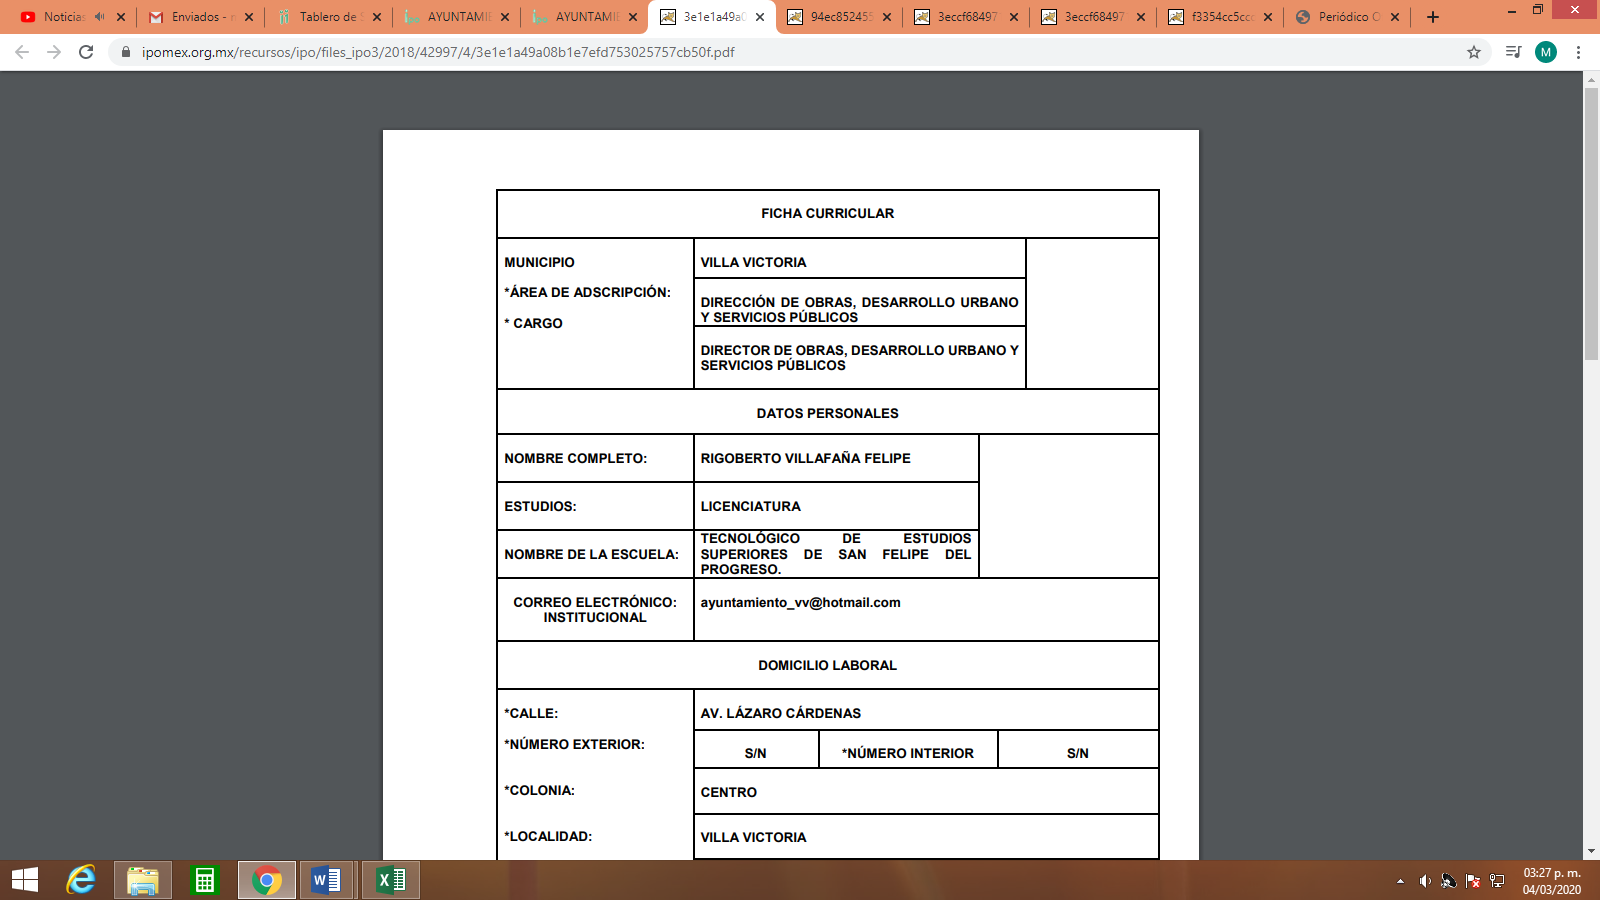 Noticias
Enviados -
Tablero de S
AYUNTAMIE
AYUNTAMIE
3e1e1a49a0
94ec852455
3eccf68497
3eccf68497
f3354cc5ccc
Periódico O
ipomex.org.mx/recursos/ipo/files_ipo3/2018/42997/4/3e1e1a49a08b1e7efd753025757cb50f.pdf
M
FICHA CURRICULAR
MUNICIPIO
VILLA VICTORIA
*ÁREA DE ADSCRIPCIÓN:
DIRECCIÓN DE OBRAS, DESARROLLO URBANO
Y SERVICIOS PÚBLICOS
* CARGO
DIRECTOR DE OBRAS, DESARROLLO URBANO Y
SERVICIOS PÚBLICOS
DATOS PERSONALES
NOMBRE COMPLETO:
RIGOBERTO VILLAFAÑA FELIPE
ESTUDIOS:
LICENCIATURA
NOMBRE DE LA ESCUELA:
TECNOLÓGICO DE ESTUDIOS
SUPERIORES DE SAN FELIPE DEL
PROGRESO.
CORREO ELECTRÓNICO:
INSTITUCIONAL
ayuntamiento_vv@hotmail.com
DOMICILIO LABORAL
*CALLE:
AV. LÁZARO CÁRDENAS
*NÚMERO EXTERIOR:
S/N
*NÚMERO INTERIOR
S/N
*COLONIA:
CENTRO
*LOCALIDAD:
VILLA VICTORIA
03:27 p. m.
04/03/2020